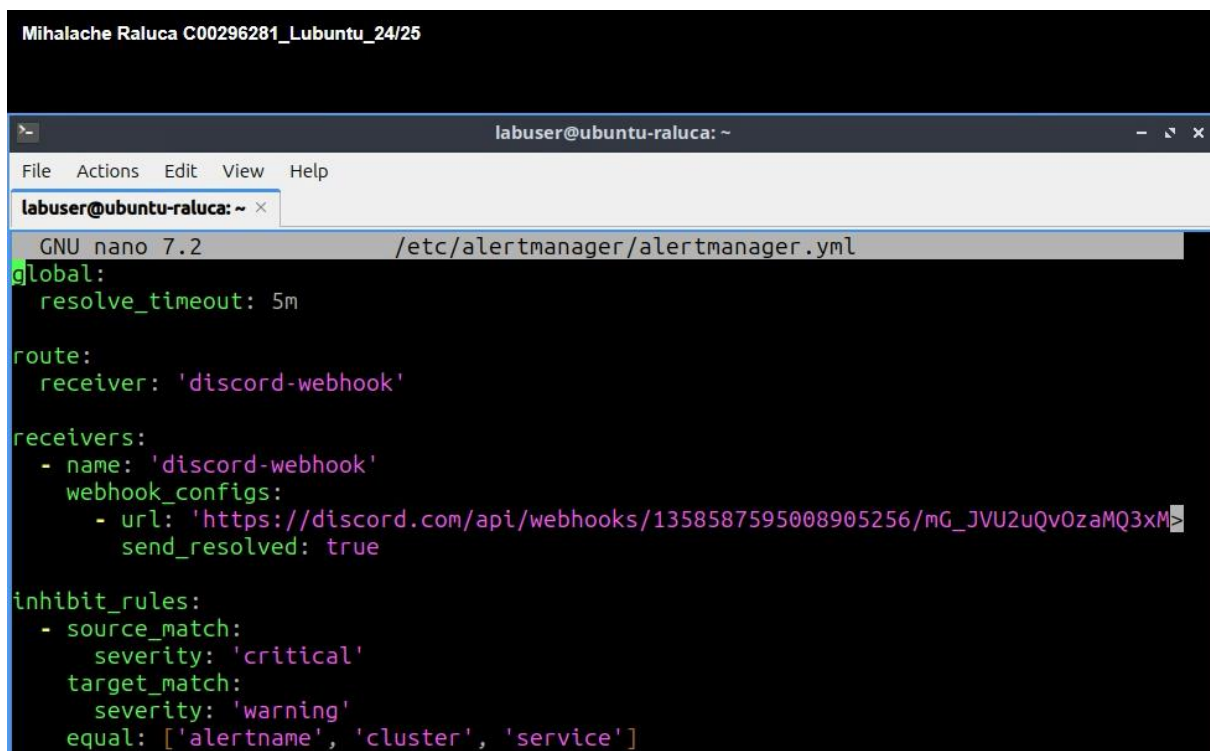 Mihalache Raluca C00296281_Lubuntu_24/25
labuser@ubuntu-raluca: ~
File Actions Edit View Help
labuser@ubuntu-raluca: ~ ×
GNU nano 7.2 /etc/alertmanager/alertmanager.yml
global:
  resolve_timeout: 5m
route:
  receiver: 'discord-webhook'
receivers:
  - name: 'discord-webhook'
    webhook_configs:
      - url: 'https://discord.com/api/webhooks/1358587595008905256/mG_JVU2uQvOzaMQ3xM>
        send_resolved: true
inhibit_rules:
  - source_match:
      severity: 'critical'
    target_match:
      severity: 'warning'
    equal: ['alertname', 'cluster', 'service']